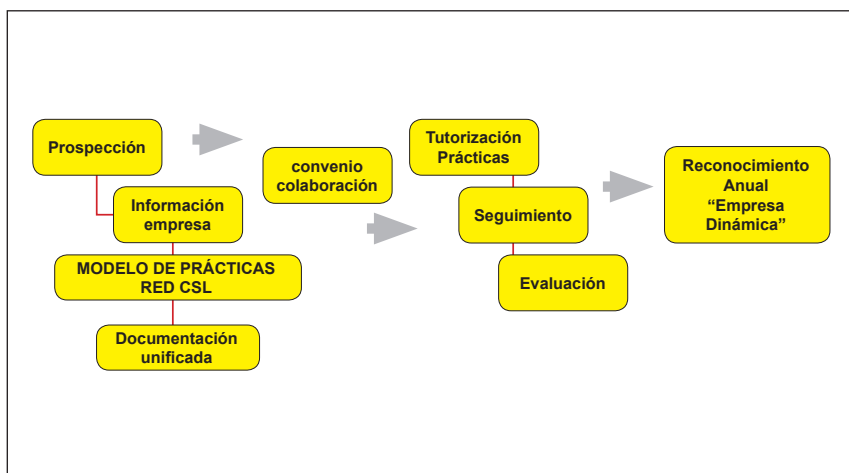 Prospección
Información
empresa
MODELO DE PRÁCTICAS
RED CSL
Documentación
unificada
convenio
colaboración
Tutorización
Prácticas
Seguimiento
Evaluación
Reconocimiento
Anual
“Empresa
Dinámica”